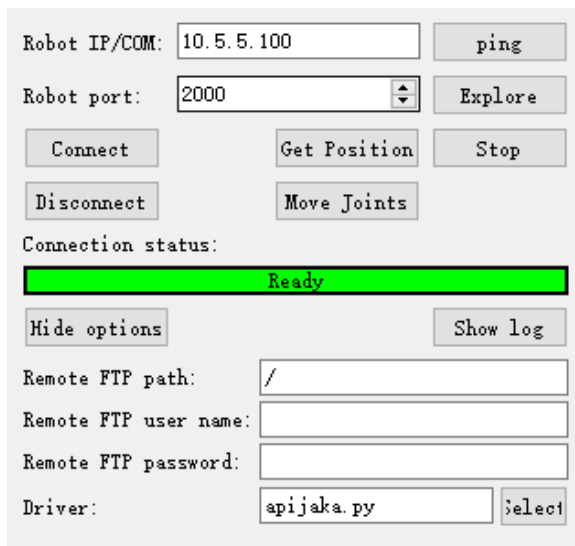 Robot IP/COM: 10.5.5.100 ping
Robot port: 2000 Explore
Connect Get Position Stop
Disconnect Move Joints
Connection status:
Ready
Hide options Show log
Remote FTP path: /
Remote FTP user name:
Remote FTP password:
Driver: apijaka.py Select